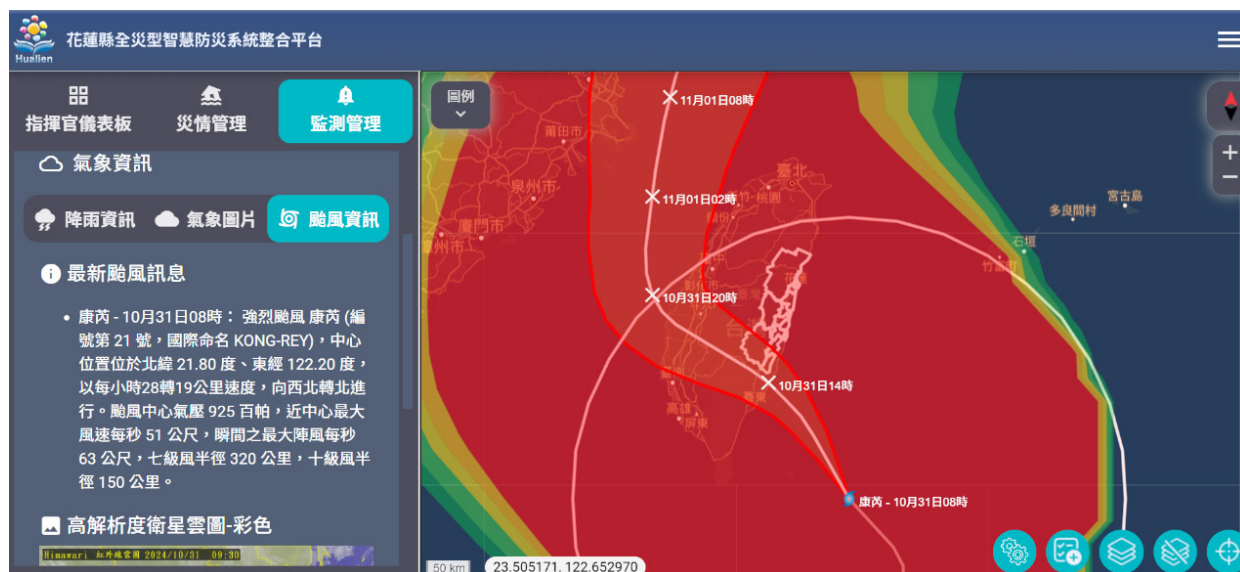 花蓮縣全災型智慧防災系統整合平台
Hualien
指揮官儀表板
災情管理
監測管理
氣象資訊
降雨資訊
氣象圖片
颱風資訊
最新颱風訊息
康芮 - 10月31日08時： 強烈颱風 康芮 (編
號第 21 號，國際命名 KONG-REY)，中心
位置位於北緯 21.80 度、東經 122.20 度，
以每小時28轉19公里速度，向西北轉北進
行。颱風中心氣壓 925 百帕，近中心最大
風速每秒 51 公尺，瞬間之最大陣風每秒
63 公尺，七級風半徑 320 公里，十級風半
徑 150 公里。
高解析度衛星雲圖-彩色
Himawari 紅外線雲圖 2024/10/31 09:30
圖例
11月01日08時
莆田市
臺北
泉州市
11月01日02時
桃園
宮古島
多良間村
廈門市
石垣
10月31日20時
花蓮
10月31日14時
臺東
高雄
屏東
康芮 - 10月31日08時
50 km
23.505171, 122.652970